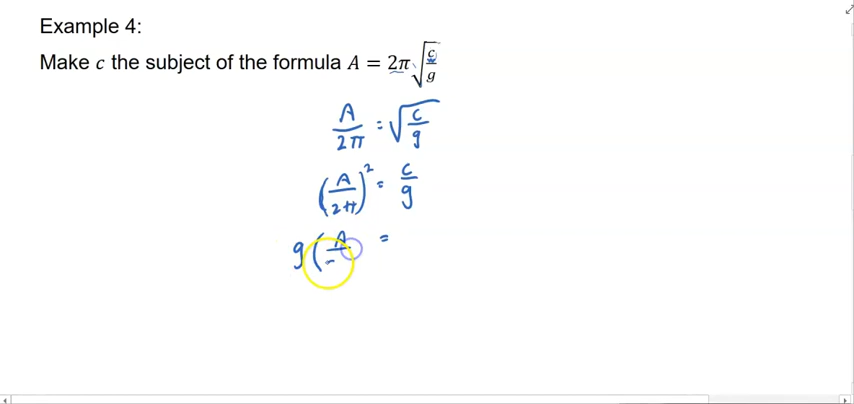 Example 4:
Make c the subject of the formula A = 2π√(c/g)
A/2π = √(c/g)
(A/2π)² = c/g
g(A/ =